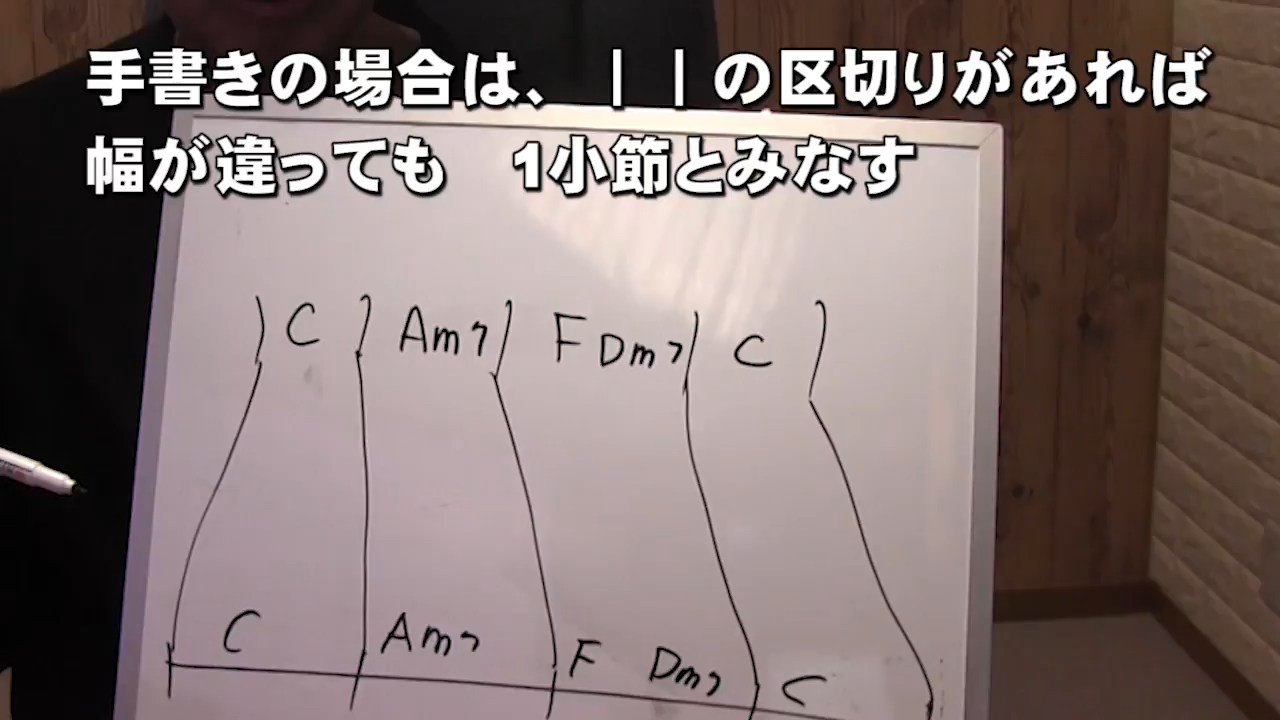 手書きの場合は、||の区切りがあれば
幅が違っても　1小節とみなす
| C | Am7 | F Dm7 | C |
| C | Am7 | F Dm7 | C |